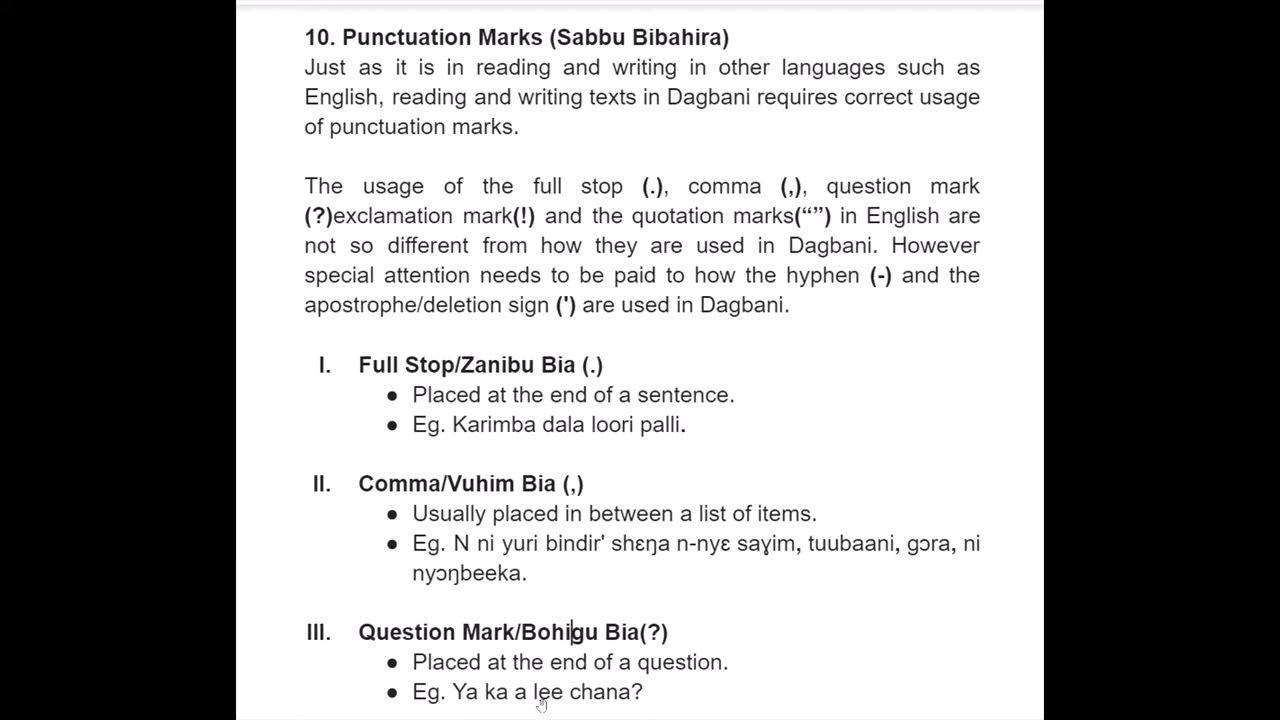 10. Punctuation Marks (Sabbu Bibahira)
Just as it is in reading and writing in other languages such as
English, reading and writing texts in Dagbani requires correct usage
of punctuation marks.
The usage of the full stop (.), comma (,), question mark
(?)exclamation mark(!) and the quotation marks(“”) in English are
not so different from how they are used in Dagbani. However
special attention needs to be paid to how the hyphen (-) and the
apostrophe/deletion sign (') are used in Dagbani.
I. Full Stop/Zanibu Bia (.)
● Placed at the end of a sentence.
● Eg. Karimba dala loori palli.
II. Comma/Vuhim Bia (,)
● Usually placed in between a list of items.
● Eg. N ni yuri bindir' shɛŋa n-nyɛ saɣim, tuubaani, gɔra, ni
nyɔŋbeeka.
III. Question Mark/Bohigu Bia(?)
● Placed at the end of a question.
● Eg. Ya ka a lee chana?